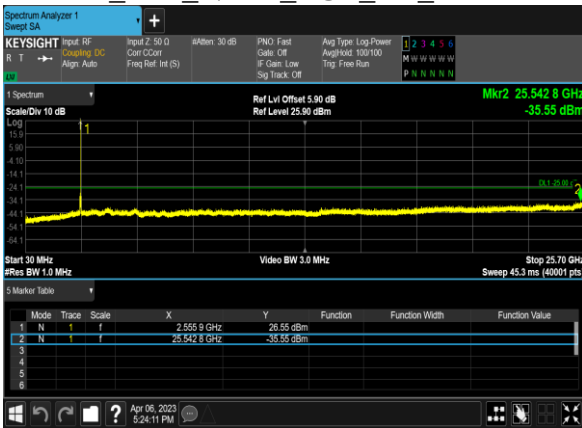 Spectrum Analyzer 1
Swept SA
KEYSIGHT Input: RF Input Z: 50 Ω #Atten: 30 dB PNO: Fast Avg Type: Log-Power 1 2 3 4 5 6
R T Coupling: DC Corr CCorr Gate: Off Avg|Hold: 100/100 M W W W W W
Align: Auto Freq Ref: Int (S) IF Gain: Low Trig: Free Run
LW Sig Track: Off P N N N N N
1 Spectrum Ref Lvl Offset 5.90 dB Mkr2 25.542 8 GHz
Scale/Div 10 dB Ref Level 25.90 dBm -35.55 dBm
Log
15.9 1
5.90
-4.10
-14.1
-24.1 DL1 -25.00 2
-34.1
-44.1
-54.1
-64.1
Start 30 MHz Video BW 3.0 MHz Stop 25.70 GHz
#Res BW 1.0 MHz Sweep 45.3 ms (40001 pts
5 Marker Table
Mode Trace Scale X Y Function Function Width Function Value
1 N 1 f 2.555 9 GHz 26.55 dBm
2 N 1 f 25.542 8 GHz -35.55 dBm
3
4
5
6
? Apr 06, 2023
5:24:11 PM